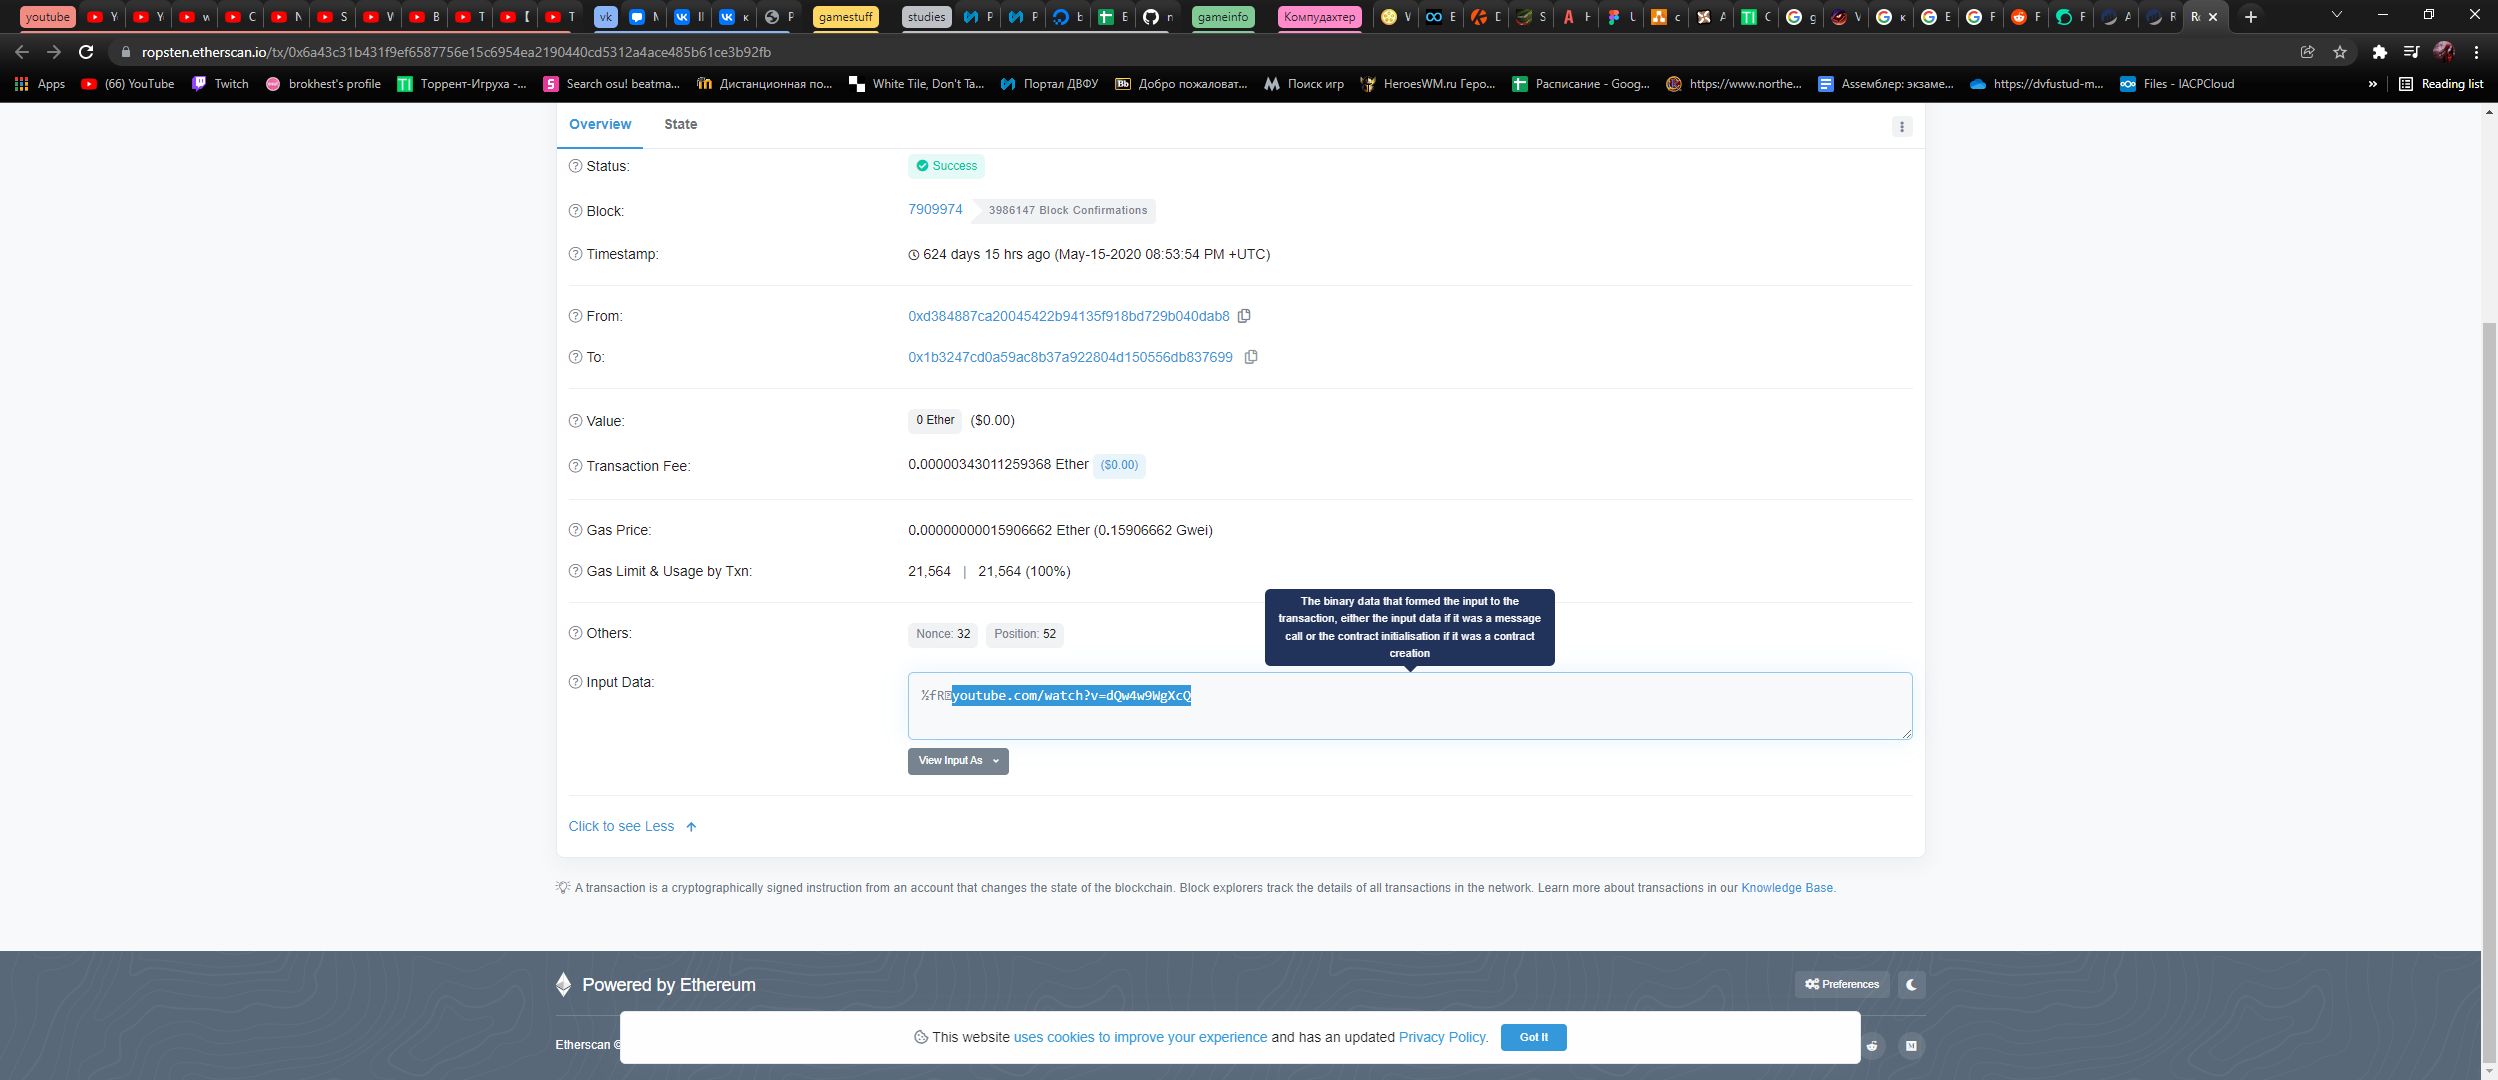 youtube Y Y w C N S V B T [ T vk N II к P gamestuff studies P P b E n gameinfo Компудахтер
ropsten.etherscan.io/tx/0x6a43c31b431f9ef6587756e15c6954ea2190440cd5312a4ace485b61ce3b92fb
Apps (66) YouTube Twitch brokhest's profile Торрент-Игруха -... Search osu! beatma... Дистанционная по... White Tile, Don't Ta... Портал ДВФУ Добро пожаловат... Поиск игр HeroesWM.ru Геро... Расписание - Goog... https://www.northe... Assемблер: экзаме... https://dvfustud-m... Files - IACPCloud » Reading list
Overview State
Status: Success
Block: 7909974 3986147 Block Confirmations
Timestamp: 624 days 15 hrs ago (May-15-2020 08:53:54 PM +UTC)
From: 0xd384887ca20045422b94135f918bd729b040dab8
To: 0x1b3247cd0a59ac8b37a922804d150556db837699
Value: 0 Ether ($0.00)
Transaction Fee: 0.00000343011259368 Ether ($0.00)
Gas Price: 0.00000000015906662 Ether (0.15906662 Gwei)
Gas Limit & Usage by Txn: 21,564 | 21,564 (100%)
The binary data that formed the input to the
transaction, either the input data if it was a message
call or the contract initialisation if it was a contract
creation
Others: Nonce: 32 Position: 52
Input Data: ½fRyoutube.com/watch?v=dQw4w9WgXcQ
View Input As
Click to see Less
A transaction is a cryptographically signed instruction from an account that changes the state of the blockchain. Block explorers track the details of all transactions in the network. Learn more about transactions in our Knowledge Base.
Powered by Ethereum
Preferences
Etherscan ©
This website uses cookies to improve your experience and has an updated Privacy Policy. Got It